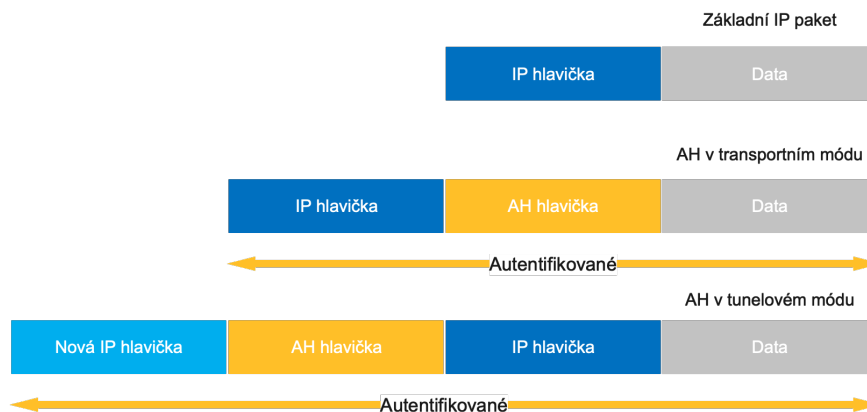 Základní IP paket
IP hlavička Data
AH v transportním módu
IP hlavička AH hlavička Data
Autentifikované
AH v tunelovém módu
Nová IP hlavička AH hlavička IP hlavička Data
Autentifikované